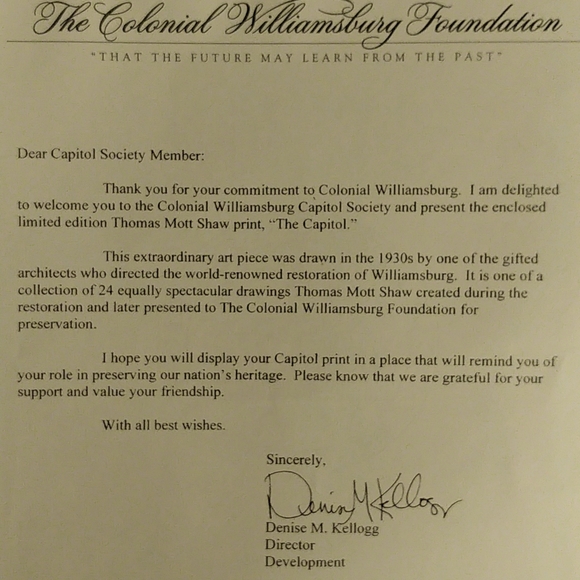 The Colonial Williamsburg Foundation
"THAT THE FUTURE MAY LEARN FROM THE PAST"
Dear Capitol Society Member:
Thank you for your commitment to Colonial Williamsburg. I am delighted
to welcome you to the Colonial Williamsburg Capitol Society and present the enclosed
limited edition Thomas Mott Shaw print, “The Capitol.”
This extraordinary art piece was drawn in the 1930s by one of the gifted
architects who directed the world-renowned restoration of Williamsburg. It is one of a
collection of 24 equally spectacular drawings Thomas Mott Shaw created during the
restoration and later presented to The Colonial Williamsburg Foundation for
preservation.
I hope you will display your Capitol print in a place that will remind you of
your role in preserving our nation's heritage. Please know that we are grateful for your
support and value your friendship.
With all best wishes.
Sincerely,
Denise M Kellogg
Denise M. Kellogg
Director
Development